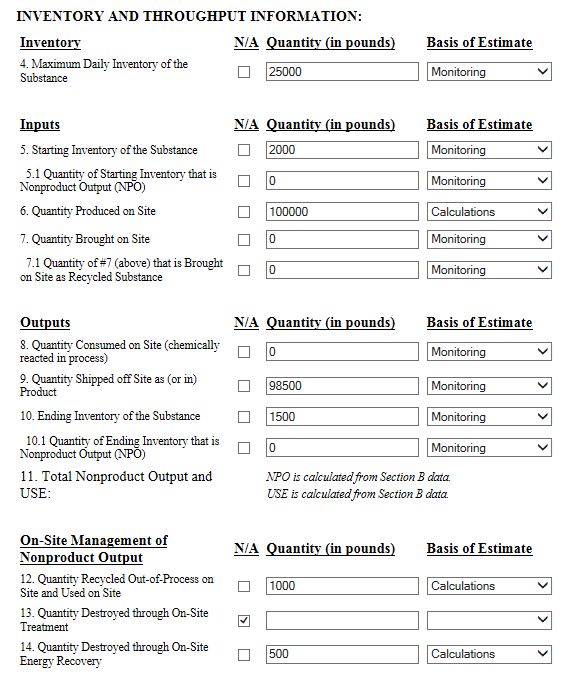 INVENTORY AND THROUGHPUT INFORMATION:
Inventory N/A Quantity (in pounds) Basis of Estimate
4. Maximum Daily Inventory of the
Substance
25000 Monitoring
Inputs N/A Quantity (in pounds) Basis of Estimate
5. Starting Inventory of the Substance 2000 Monitoring
5.1 Quantity of Starting Inventory that is
Nonproduct Output (NPO)
0 Monitoring
6. Quantity Produced on Site 100000 Calculations
7. Quantity Brought on Site 0 Monitoring
7.1 Quantity of #7 (above) that is Brought
on Site as Recycled Substance
0 Monitoring
Outputs N/A Quantity (in pounds) Basis of Estimate
8. Quantity Consumed on Site (chemically
reacted in process)
0 Monitoring
9. Quantity Shipped off Site as (or in)
Product
98500 Monitoring
10. Ending Inventory of the Substance 1500 Monitoring
10.1 Quantity of Ending Inventory that is
Nonproduct Output (NPO)
0 Monitoring
11. Total Nonproduct Output and
USE:
NPO is calculated from Section B data.
USE is calculated from Section B data.
On-Site Management of
Nonproduct Output
N/A Quantity (in pounds) Basis of Estimate
12. Quantity Recycled Out-of-Process on
Site and Used on Site
1000 Calculations
13. Quantity Destroyed through On-Site
Treatment
14. Quantity Destroyed through On-Site
Energy Recovery
500 Calculations